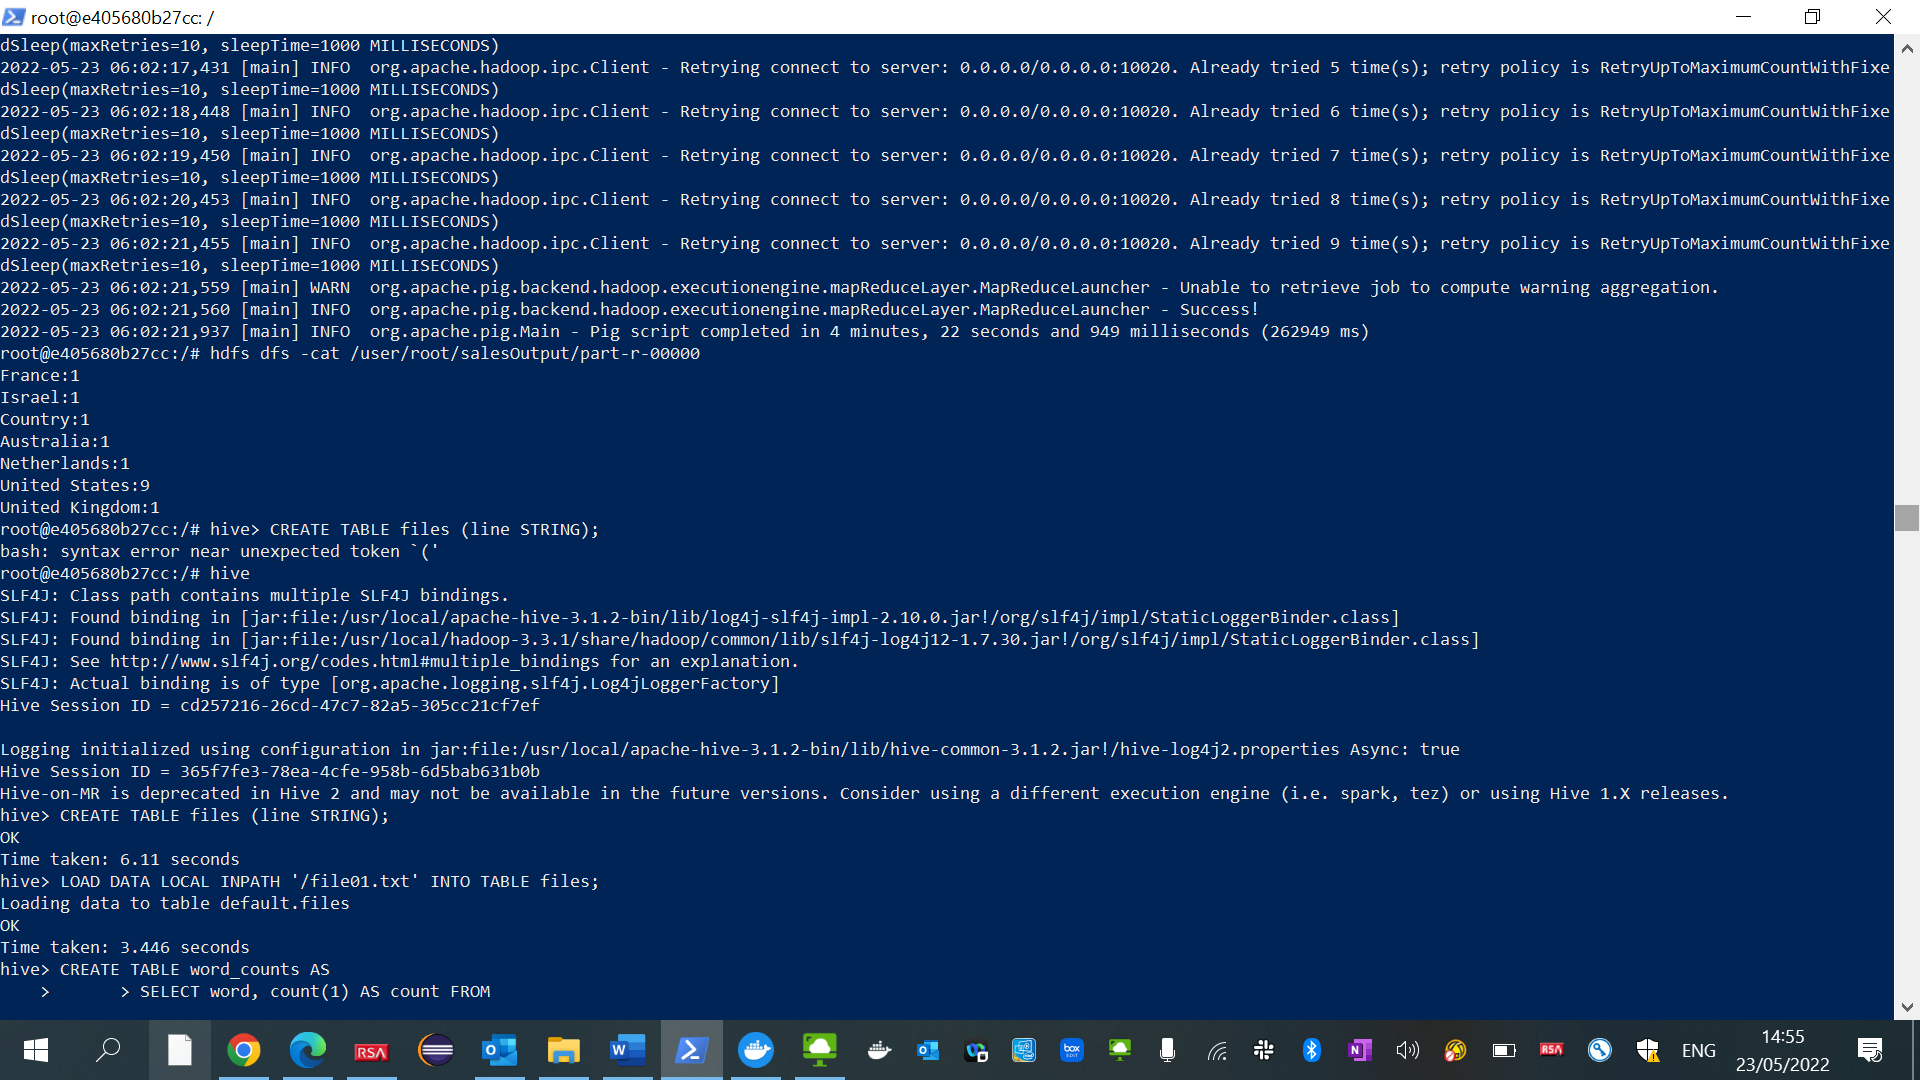 root@e405680b27cc: /
dSleep(maxRetries=10, sleepTime=1000 MILLISECONDS)
2022-05-23 06:02:17,431 [main] INFO  org.apache.hadoop.ipc.Client - Retrying connect to server: 0.0.0.0/0.0.0.0:10020. Already tried 5 time(s); retry policy is RetryUpToMaximumCountWithFixe
dSleep(maxRetries=10, sleepTime=1000 MILLISECONDS)
2022-05-23 06:02:18,448 [main] INFO  org.apache.hadoop.ipc.Client - Retrying connect to server: 0.0.0.0/0.0.0.0:10020. Already tried 6 time(s); retry policy is RetryUpToMaximumCountWithFixe
dSleep(maxRetries=10, sleepTime=1000 MILLISECONDS)
2022-05-23 06:02:19,450 [main] INFO  org.apache.hadoop.ipc.Client - Retrying connect to server: 0.0.0.0/0.0.0.0:10020. Already tried 7 time(s); retry policy is RetryUpToMaximumCountWithFixe
dSleep(maxRetries=10, sleepTime=1000 MILLISECONDS)
2022-05-23 06:02:20,453 [main] INFO  org.apache.hadoop.ipc.Client - Retrying connect to server: 0.0.0.0/0.0.0.0:10020. Already tried 8 time(s); retry policy is RetryUpToMaximumCountWithFixe
dSleep(maxRetries=10, sleepTime=1000 MILLISECONDS)
2022-05-23 06:02:21,455 [main] INFO  org.apache.hadoop.ipc.Client - Retrying connect to server: 0.0.0.0/0.0.0.0:10020. Already tried 9 time(s); retry policy is RetryUpToMaximumCountWithFixe
dSleep(maxRetries=10, sleepTime=1000 MILLISECONDS)
2022-05-23 06:02:21,559 [main] WARN  org.apache.pig.backend.hadoop.executionengine.mapReduceLayer.MapReduceLauncher - Unable to retrieve job to compute warning aggregation.
2022-05-23 06:02:21,560 [main] INFO  org.apache.pig.backend.hadoop.executionengine.mapReduceLayer.MapReduceLauncher - Success!
2022-05-23 06:02:21,937 [main] INFO  org.apache.pig.Main - Pig script completed in 4 minutes, 22 seconds and 949 milliseconds (262949 ms)
root@e405680b27cc:/# hdfs dfs -cat /user/root/salesOutput/part-r-00000
France:1
Israel:1
Country:1
Australia:1
Netherlands:1
United States:9
United Kingdom:1
root@e405680b27cc:/# hive> CREATE TABLE files (line STRING);
bash: syntax error near unexpected token `('
root@e405680b27cc:/# hive
SLF4J: Class path contains multiple SLF4J bindings.
SLF4J: Found binding in [jar:file:/usr/local/apache-hive-3.1.2-bin/lib/log4j-slf4j-impl-2.10.0.jar!/org/slf4j/impl/StaticLoggerBinder.class]
SLF4J: Found binding in [jar:file:/usr/local/hadoop-3.3.1/share/hadoop/common/lib/slf4j-log4j12-1.7.30.jar!/org/slf4j/impl/StaticLoggerBinder.class]
SLF4J: See http://www.slf4j.org/codes.html#multiple_bindings for an explanation.
SLF4J: Actual binding is of type [org.apache.logging.slf4j.Log4jLoggerFactory]
Hive Session ID = cd257216-26cd-47c7-82a5-305cc21cf7ef
Logging initialized using configuration in jar:file:/usr/local/apache-hive-3.1.2-bin/lib/hive-common-3.1.2.jar!/hive-log4j2.properties Async: true
Hive Session ID = 365f7fe3-78ea-4cfe-958b-6d5bab631b0b
Hive-on-MR is deprecated in Hive 2 and may not be available in the future versions. Consider using a different execution engine (i.e. spark, tez) or using Hive 1.X releases.
hive> CREATE TABLE files (line STRING);
OK
Time taken: 6.11 seconds
hive> LOAD DATA LOCAL INPATH '/file01.txt' INTO TABLE files;
Loading data to table default.files
OK
Time taken: 3.446 seconds
hive> CREATE TABLE word_counts AS
    >       > SELECT word, count(1) AS count FROM
RSA
box
RSA
ENG
14:55
23/05/2022